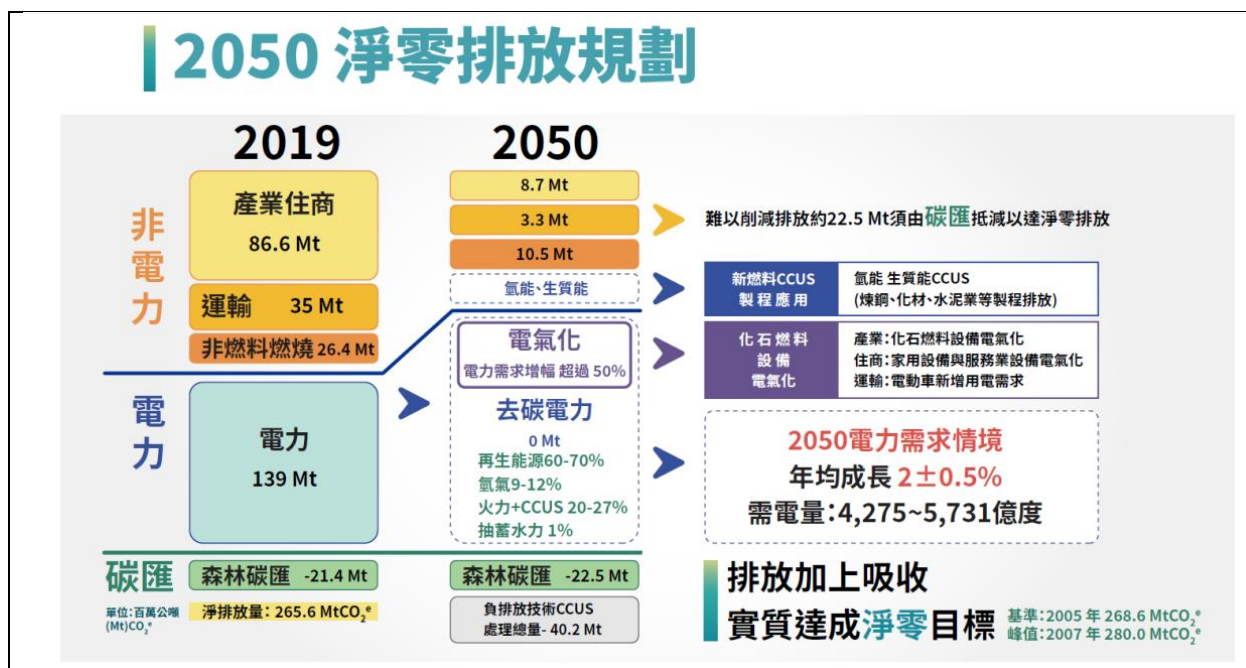 2050 淨零排放規劃
2019
2050
非電力
產業住商
86.6 Mt
運輸 35 Mt
非燃料燃燒 26.4 Mt
8.7 Mt
3.3 Mt
10.5 Mt
氫能、生質能
難以削減排放約22.5 Mt須由碳匯抵減以達淨零排放
新燃料CCUS
製程應用
氫能 生質能CCUS
(煉鋼、化材、水泥業等製程排放)
電力
電力
139 Mt
電氣化
電力需求增幅 超過 50%
去碳電力
0 Mt
再生能源60-70%
氫氣9-12%
火力+CCUS 20-27%
抽蓄水力 1%
化石燃料
設備
電氣化
產業:化石燃料設備電氣化
住商:家用設備與服務業設備電氣化
運輸:電動車新增用電需求
2050電力需求情境
年均成長 2±0.5%
需電量:4,275~5,731億度
碳匯
單位:百萬公噸
(Mt)CO₂ᵉ
森林碳匯 -21.4 Mt
淨排放量: 265.6 MtCO₂ᵉ
森林碳匯 -22.5 Mt
負排放技術CCUS
處理總量- 40.2 Mt
排放加上吸收
實質達成淨零目標
基準:2005 年 268.6 MtCO₂ᵉ
峰值:2007 年 280.0 MtCO₂ᵉ